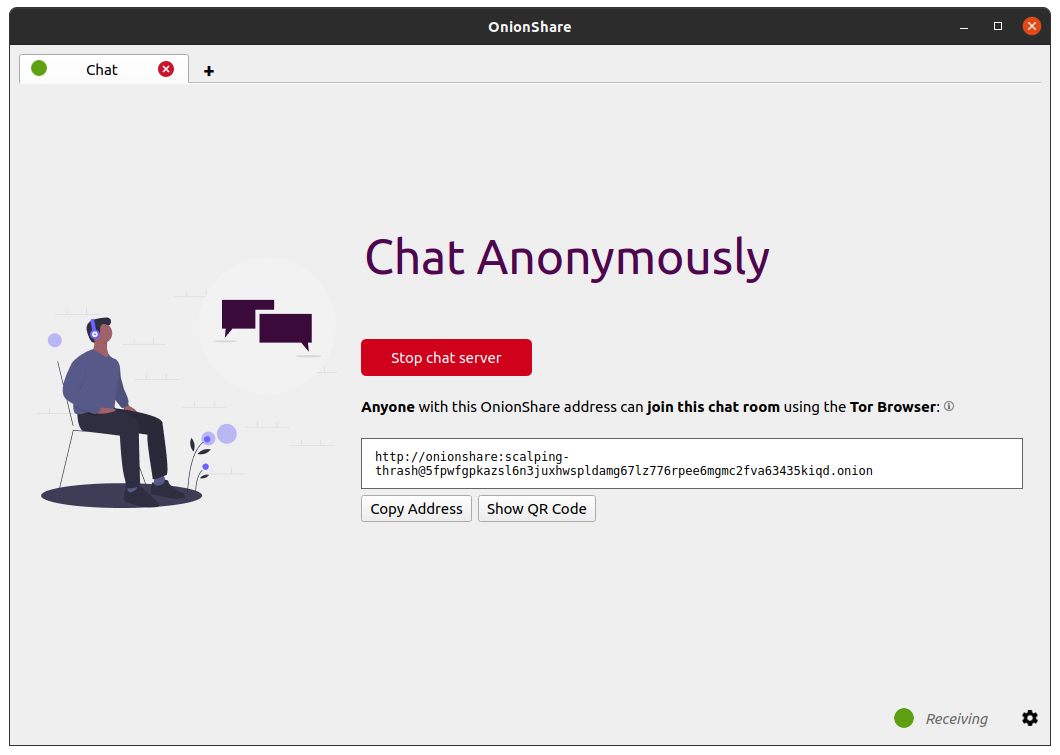 OnionShare
Chat
Chat Anonymously
Stop chat server
Anyone with this OnionShare address can join this chat room using the Tor Browser:
http://onionshare:scalping-
thrash@5fpwfgpkazsl6n3juxhwspldamg67lz776rpee6mgmc2fva63435kiqd.onion
Copy Address Show QR Code
Receiving